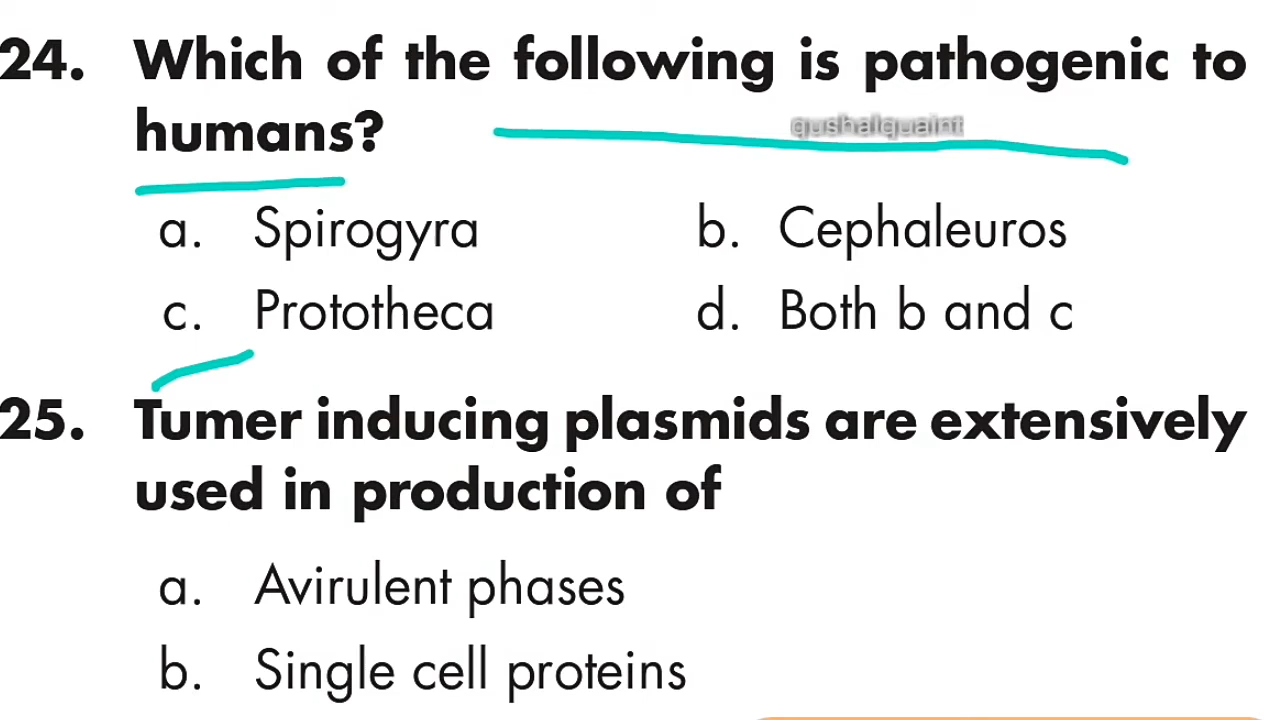 24. Which of the following is pathogenic to
humans?
qushalquaint
a. Spirogyra b. Cephaleuros
c. Prototheca d. Both b and c
25. Tumer inducing plasmids are extensively
used in production of
a. Avirulent phases
b. Single cell proteins